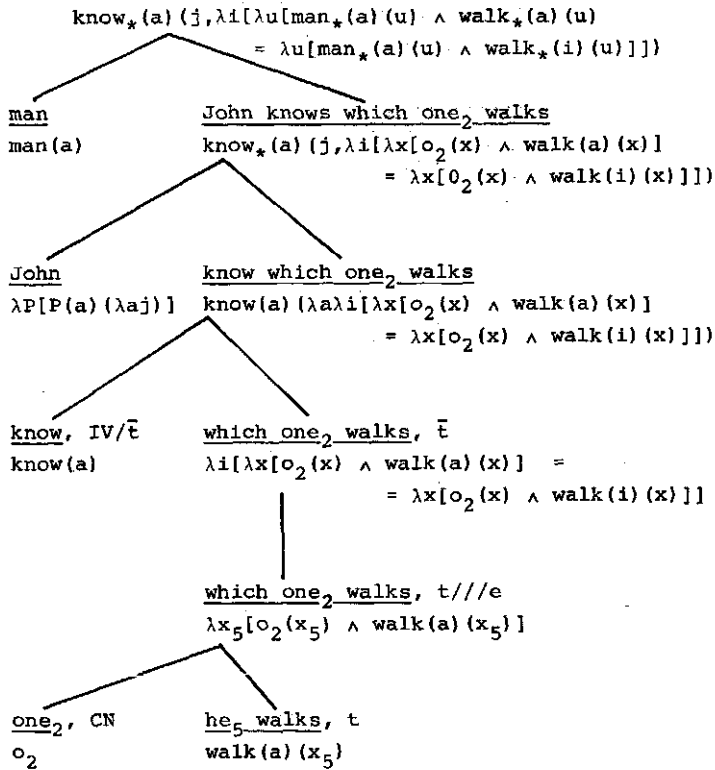 know*(a)(j,λi[λu[man*(a)(u) ∧ walk*(a)(u)
= λu[man*(a)(u) ∧ walk*(i)(u)]])
man John knows which one₂ walks
man(a) know*(a)(j,λi[λx[o₂(x) ∧ walk(a)(x)]
= λx[O₂(x) ∧ walk(i)(x)]])
John know which one₂ walks
λP[P(a)(λaj)] know(a)(λaλi[λx[o₂(x) ∧ walk(a)(x)]
= λx[o₂(x) ∧ walk(i)(x)]])
know, IV/t̄ which one₂ walks, t̄
know(a) λi[λx[o₂(x) ∧ walk(a)(x)] =
= λx[o₂(x) ∧ walk(i)(x)]]
which one₂ walks, t///e
λx₅[o₂(x₅) ∧ walk(a)(x₅)]
one₂, CN he₅ walks, t
o₂ walk(a)(x₅)